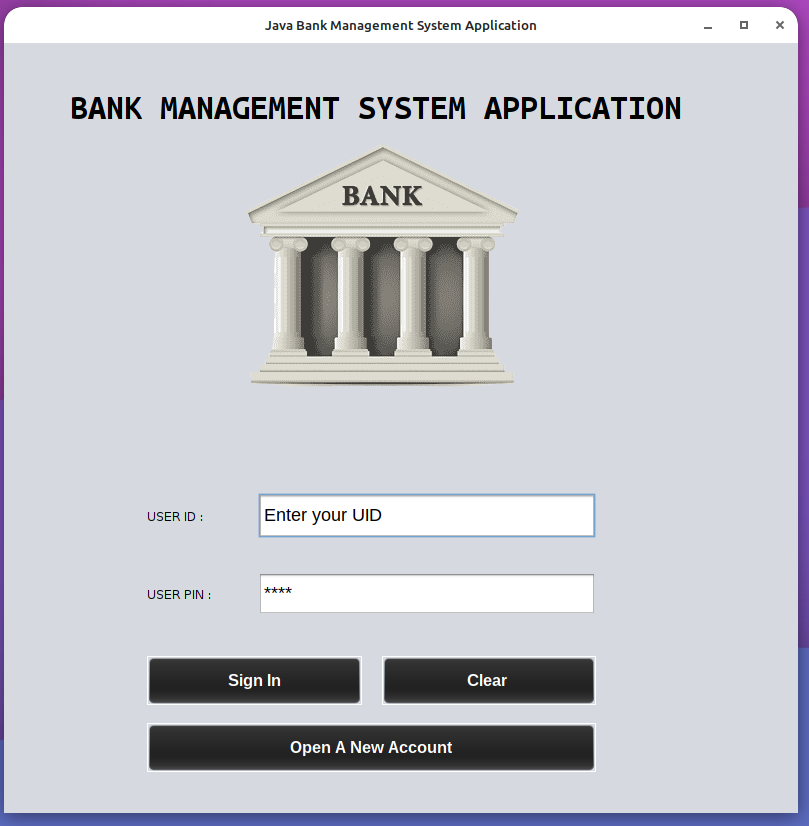 Java Bank Management System Application
BANK MANAGEMENT SYSTEM APPLICATION
BANK
USER ID : Enter your UID
USER PIN : ****
Sign In Clear
Open A New Account